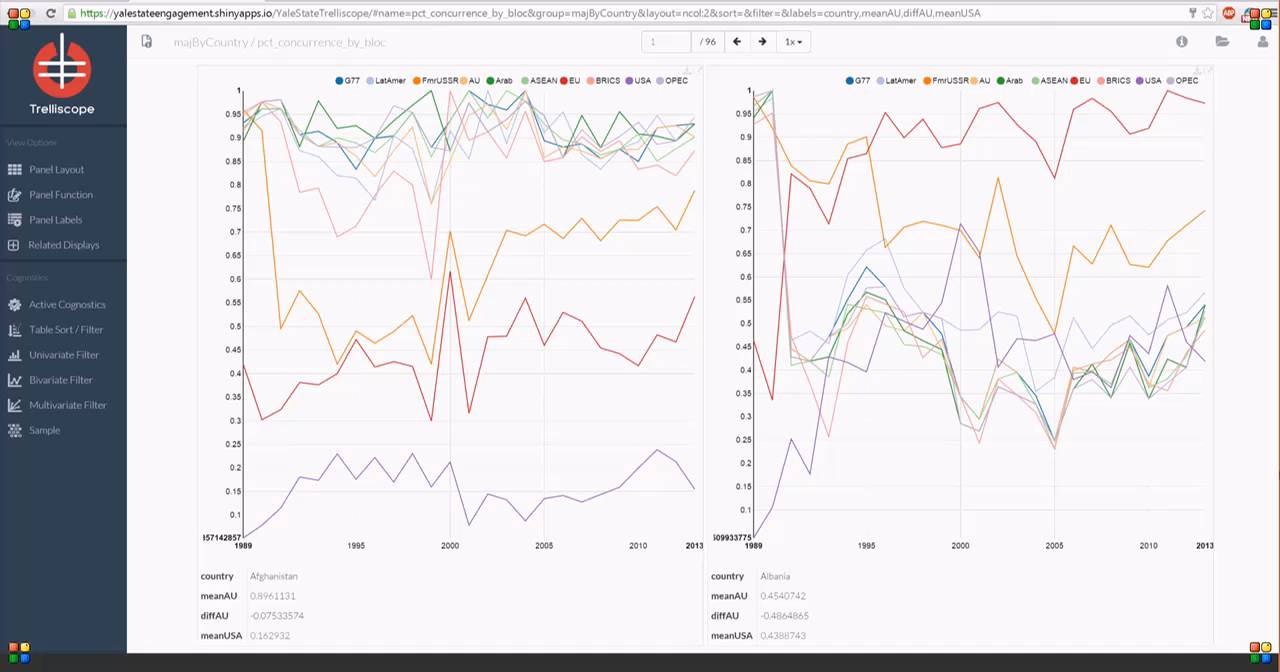 https://yalestateengagement.shinyapps.io/YaleStateTrelliscope/#name=pct_concurrence_by_bloc&group=majByCountry&layout=ncol:2&sort=&filter=&labels=country,meanAU,diffAU,meanUSA
ABP
Trelliscope
majByCountry / pct_concurrence_by_bloc
1 / 96 1x
View Options
Panel Layout
Panel Function
Panel Labels
Related Displays
Cognostics
Active Cognostics
Table Sort / Filter
Univariate Filter
Bivariate Filter
Multivariate Filter
Sample
G77 LatAmer FmrUSSR AU Arab ASEAN EU BRICS USA OPEC
1
0.95
0.9
0.85
0.8
0.75
0.7
0.65
0.6
0.55
0.5
0.45
0.4
0.35
0.3
0.25
0.2
0.15
0.1
357142857
1989 1995 2000 2005 2010 2013
country Afghanistan
meanAU 0.8961131
diffAU -0.07533574
meanUSA 0.162932
G77 LatAmer FmrUSSR AU Arab ASEAN EU BRICS USA OPEC
1
0.95
0.9
0.85
0.8
0.75
0.7
0.65
0.6
0.55
0.5
0.45
0.4
0.35
0.3
0.25
0.2
0.15
0.1
609933775
1989 1995 2000 2005 2010 2013
country Albania
meanAU 0.4540742
diffAU -0.4864865
meanUSA 0.4388743